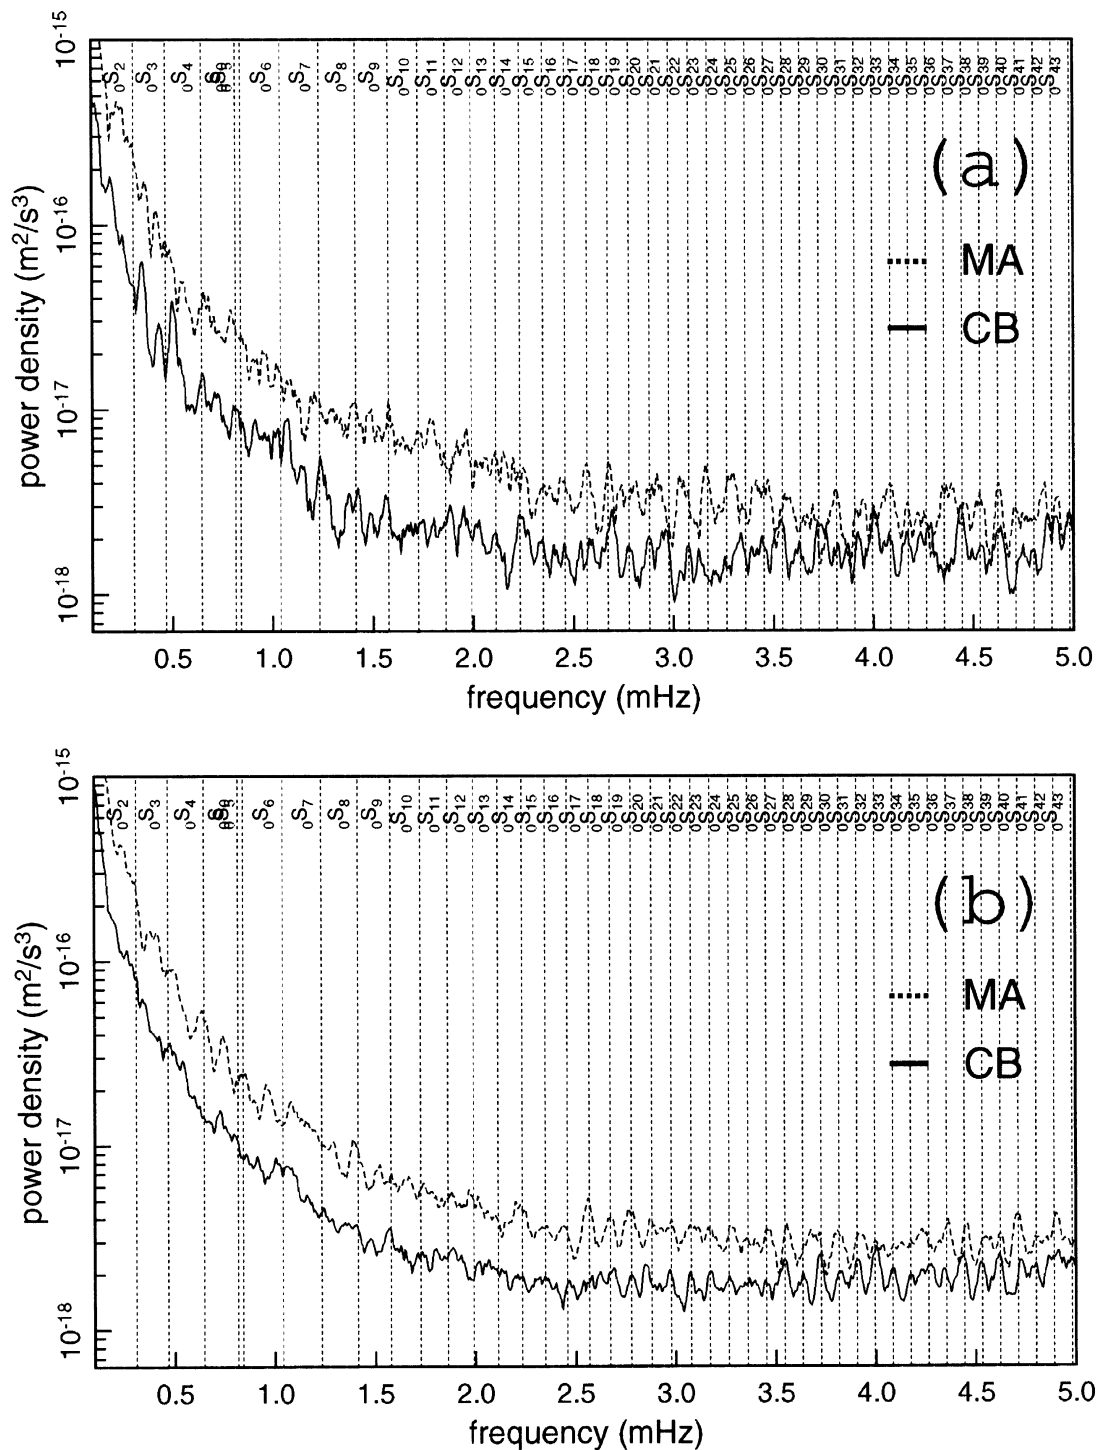 10⁻¹⁵
₀S₂ ₀S₃ ₀S₄ ₀S₆ ₀S₇ ₀S₈ ₀S₉ ₀S₁₀ ₀S₁₁ ₀S₁₂ ₀S₁₃ ₀S₁₄ ₀S₁₅ ₀S₁₆ ₀S₁₇ ₀S₁₈ ₀S₁₉ ₀S₂₀ ₀S₂₁ ₀S₂₂ ₀S₂₃ ₀S₂₄ ₀S₂₅ ₀S₂₆ ₀S₂₇ ₀S₂₈ ₀S₂₉ ₀S₃₀ ₀S₃₁ ₀S₃₂ ₀S₃₃ ₀S₃₄ ₀S₃₅ ₀S₃₆ ₀S₃₇ ₀S₃₈ ₀S₃₉ ₀S₄₀ ₀S₄₁ ₀S₄₂ ₀S₄₃
(a)
10⁻¹⁶
MA
CB
power density (m²/s³)
10⁻¹⁷
10⁻¹⁸
0.5 1.0 1.5 2.0 2.5 3.0 3.5 4.0 4.5 5.0
frequency (mHz)
10⁻¹⁵
₀S₂ ₀S₃ ₀S₄ ₀S₆ ₀S₇ ₀S₈ ₀S₉ ₀S₁₀ ₀S₁₁ ₀S₁₂ ₀S₁₃ ₀S₁₄ ₀S₁₅ ₀S₁₆ ₀S₁₇ ₀S₁₈ ₀S₁₉ ₀S₂₀ ₀S₂₁ ₀S₂₂ ₀S₂₃ ₀S₂₄ ₀S₂₅ ₀S₂₆ ₀S₂₇ ₀S₂₈ ₀S₂₉ ₀S₃₀ ₀S₃₁ ₀S₃₂ ₀S₃₃ ₀S₃₄ ₀S₃₅ ₀S₃₆ ₀S₃₇ ₀S₃₈ ₀S₃₉ ₀S₄₀ ₀S₄₁ ₀S₄₂ ₀S₄₃
(b)
10⁻¹⁶
MA
CB
power density (m²/s³)
10⁻¹⁷
10⁻¹⁸
0.5 1.0 1.5 2.0 2.5 3.0 3.5 4.0 4.5 5.0
frequency (mHz)